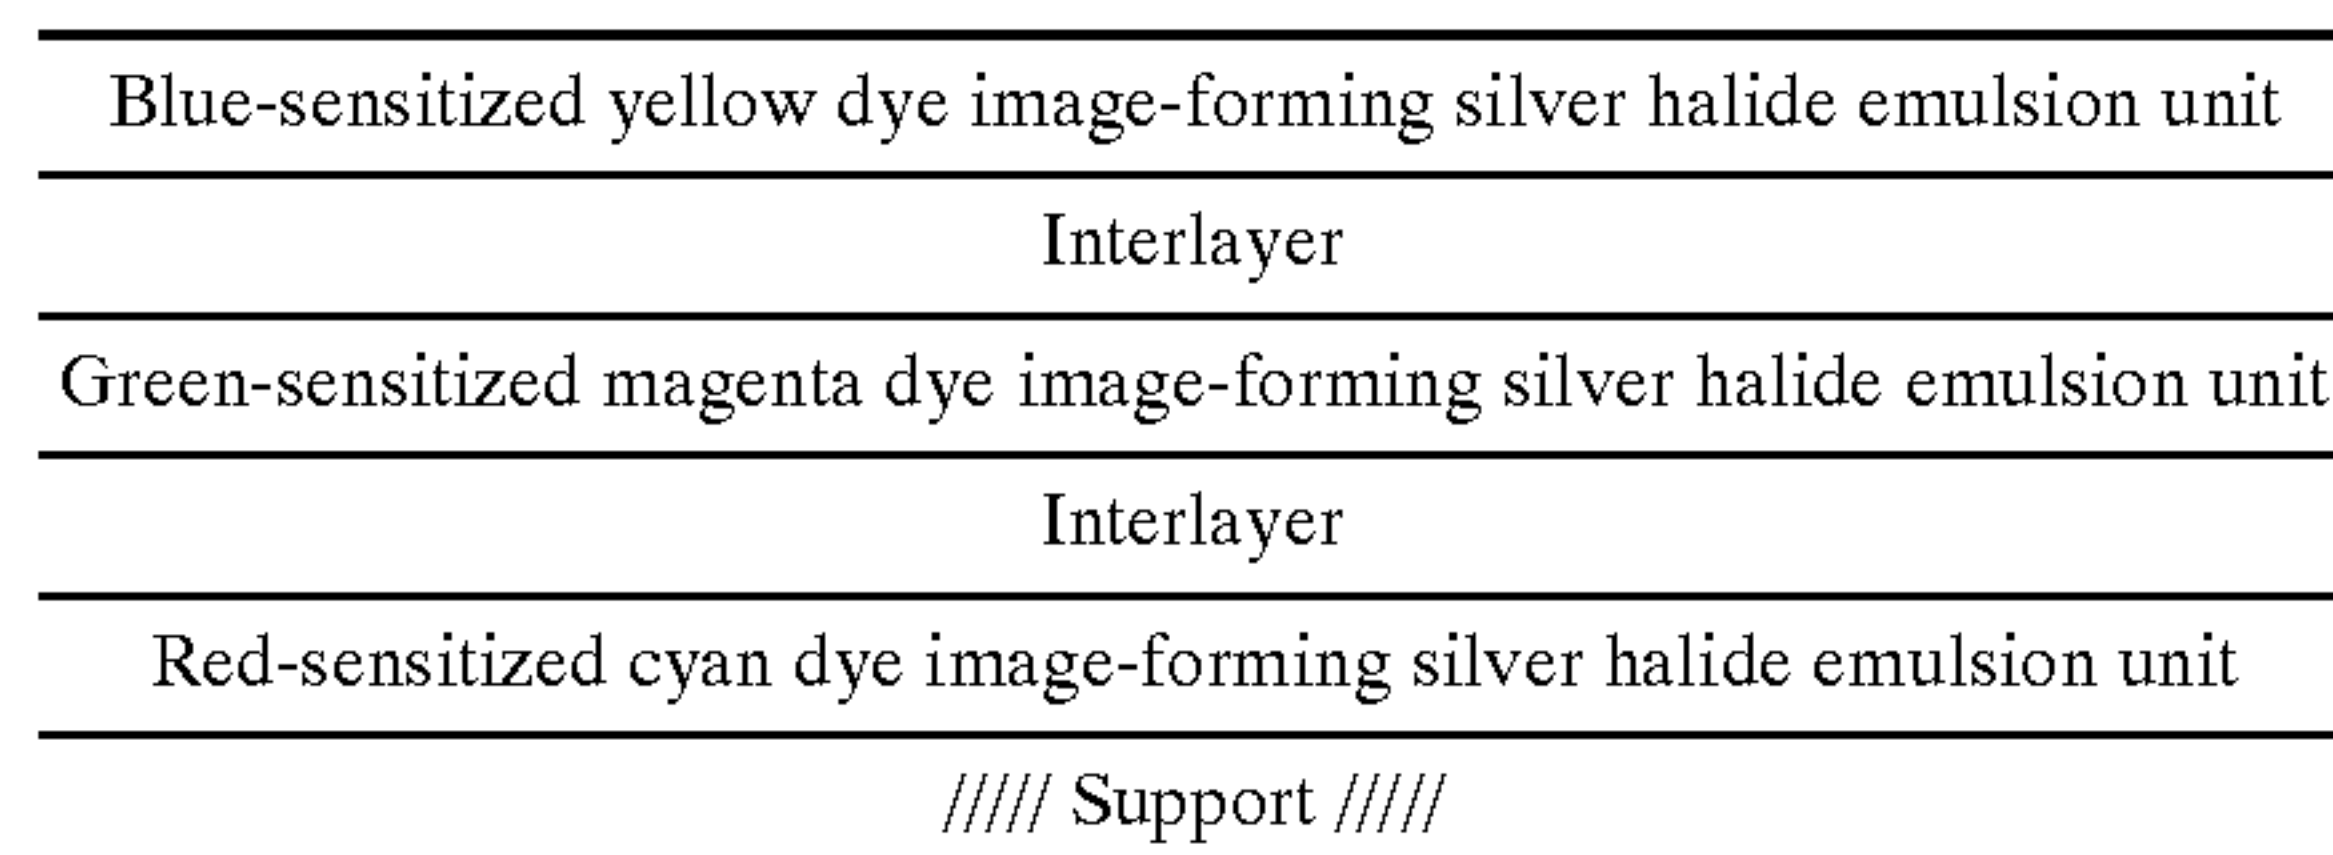 Blue-sensitized yellow dye image-forming silver halide emulsion unit
Interlayer
Green-sensitized magenta dye image-forming silver halide emulsion unit
Interlayer
Red-sensitized cyan dye image-forming silver halide emulsion unit
///// Support /////